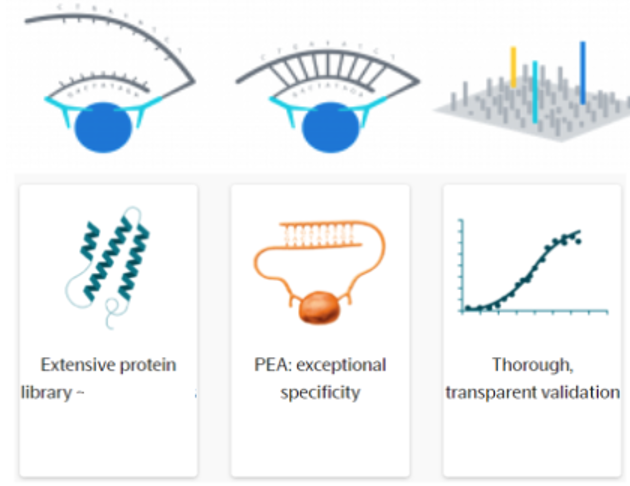 Extensive protein
library ~
PEA: exceptional
specificity
Thorough,
transparent validation